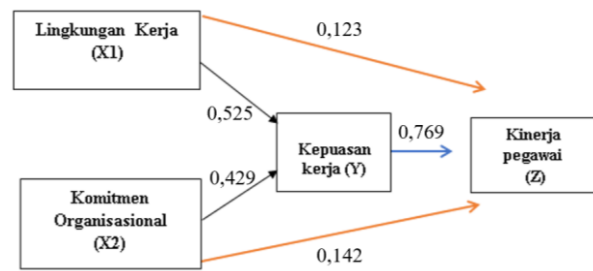 Lingkungan Kerja
(X1)
0,123
0,525
Kepuasan
kerja (Y)
0,769
Kinerja
pegawai
(Z)
0,429
Komitmen
Organisasional
(X2)
0,142